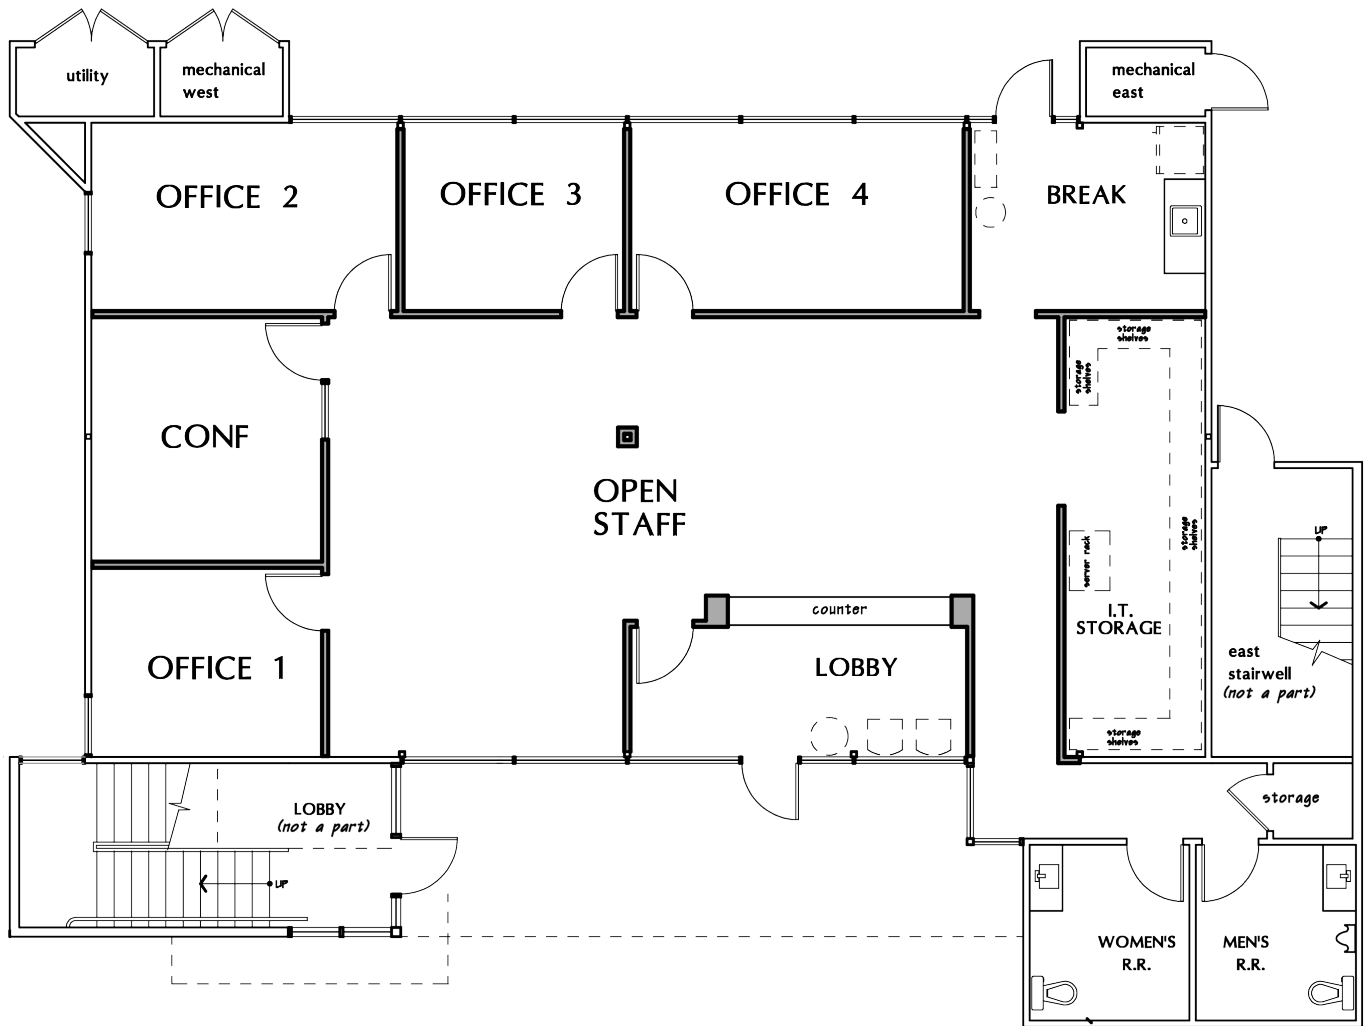 utility
mechanical
west
mechanical
east
OFFICE 2
OFFICE 3
OFFICE 4
BREAK
storage
shelves
storage
shelves
CONF
OPEN
STAFF
storage
shelves
UP
server rack
counter
I.T.
STORAGE
east
stairwell
(not a part)
OFFICE 1
LOBBY
storage
shelves
LOBBY
(not a part)
storage
UP
WOMEN'S
R.R.
MEN'S
R.R.